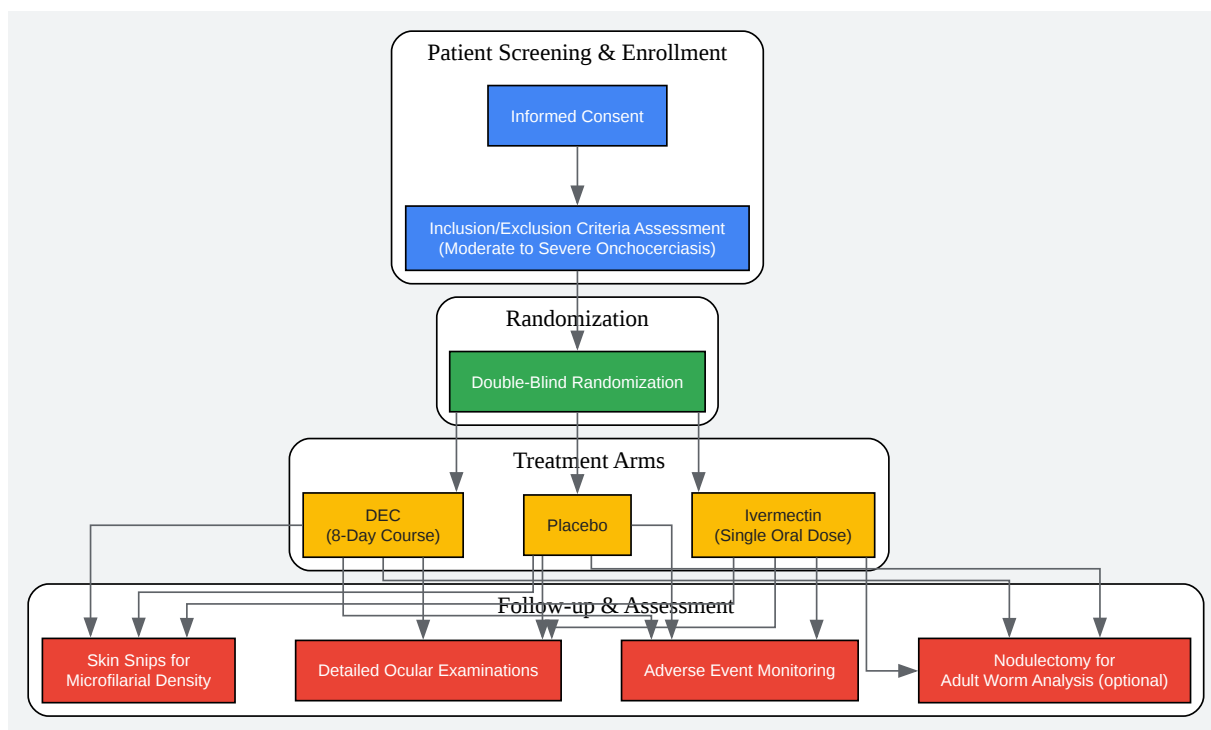 Patient Screening & Enrollment
Informed Consent
Inclusion/Exclusion Criteria Assessment
(Moderate to Severe Onchocerciasis)
Randomization
Double-Blind Randomization
Treatment Arms
DEC
(8-Day Course)
Placebo
Ivermectin
(Single Oral Dose)
Follow-up & Assessment
Skin Snips for
Microfilarial Density
Detailed Ocular Examinations
Adverse Event Monitoring
Nodulectomy for
Adult Worm Analysis (optional)